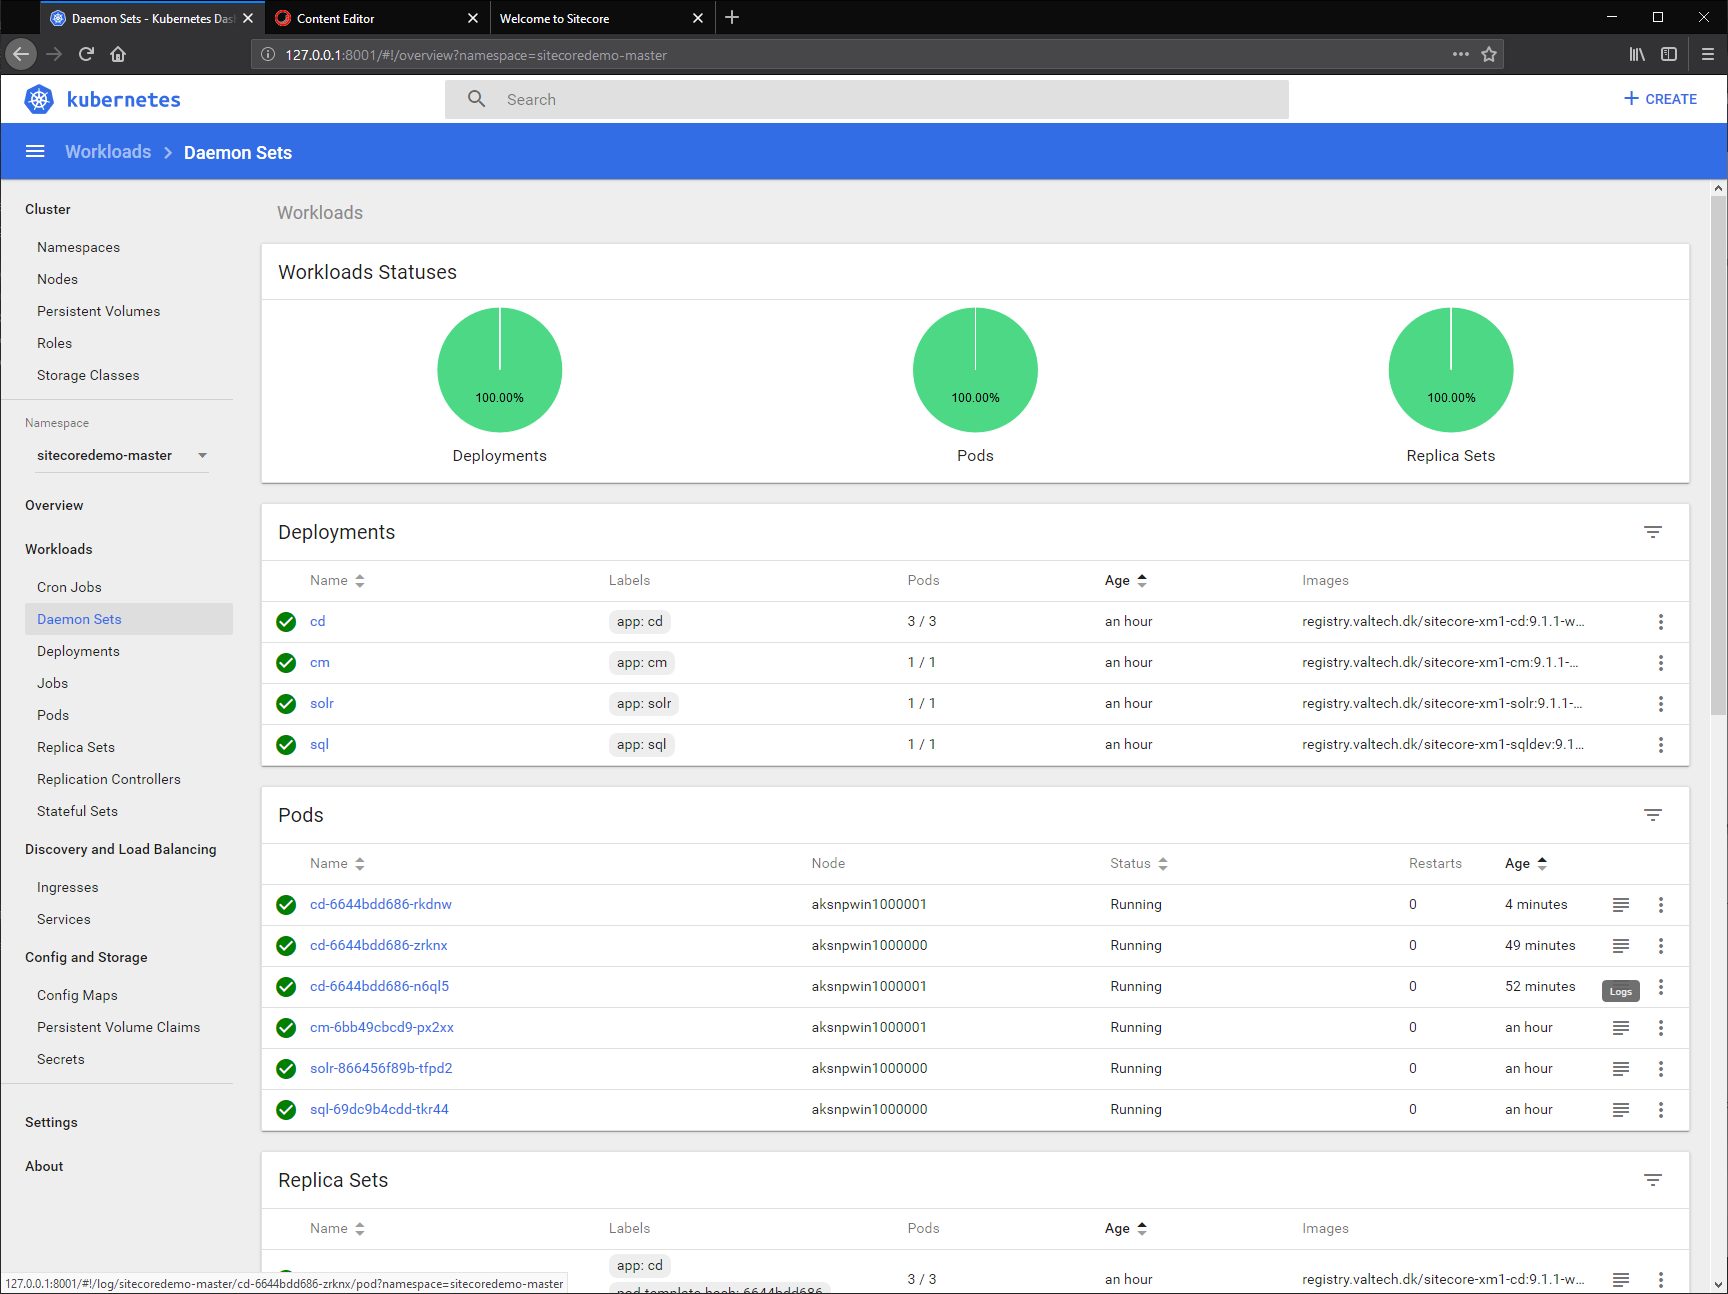 Daemon Sets - Kubernetes Das
Content Editor
Welcome to Sitecore
127.0.0.1:8001/#!/overview?namespace=sitecoredemo-master
kubernetes
Search
CREATE
Workloads > Daemon Sets
Cluster
Namespaces
Nodes
Persistent Volumes
Roles
Storage Classes
Namespace
sitecoredemo-master
Overview
Workloads
Cron Jobs
Daemon Sets
Deployments
Jobs
Pods
Replica Sets
Replication Controllers
Stateful Sets
Discovery and Load Balancing
Ingresses
Services
Config and Storage
Config Maps
Persistent Volume Claims
Secrets
Settings
About
Workloads
Workloads Statuses
100.00% 100.00% 100.00%
Deployments Pods Replica Sets
Deployments
Name Labels Pods Age Images
cd app: cd 3 / 3 an hour registry.valtech.dk/sitecore-xm1-cd:9.1.1-w...
cm app: cm 1 / 1 an hour registry.valtech.dk/sitecore-xm1-cm:9.1.1-...
solr app: solr 1 / 1 an hour registry.valtech.dk/sitecore-xm1-solr:9.1.1-...
sql app: sql 1 / 1 an hour registry.valtech.dk/sitecore-xm1-sqldev:9.1...
Pods
Name Node Status Restarts Age
cd-6644bdd686-rkdnw aksnpwin1000001 Running 0 4 minutes
cd-6644bdd686-zrknx aksnpwin1000000 Running 0 49 minutes
cd-6644bdd686-n6ql5 aksnpwin1000001 Running 0 52 minutes Logs
cm-6bb49cbcd9-px2xx aksnpwin1000001 Running 0 an hour
solr-866456f89b-tfpd2 aksnpwin1000000 Running 0 an hour
sql-69dc9b4cdd-tkr44 aksnpwin1000000 Running 0 an hour
Replica Sets
Name Labels Pods Age Images
app: cd
3 / 3 an hour registry.valtech.dk/sitecore-xm1-cd:9.1.1-w...
pod-template-hash: 6644bdd686
127.0.0.1:8001/#!/log/sitecoredemo-master/cd-6644bdd686-zrknx/pod?namespace=sitecoredemo-master